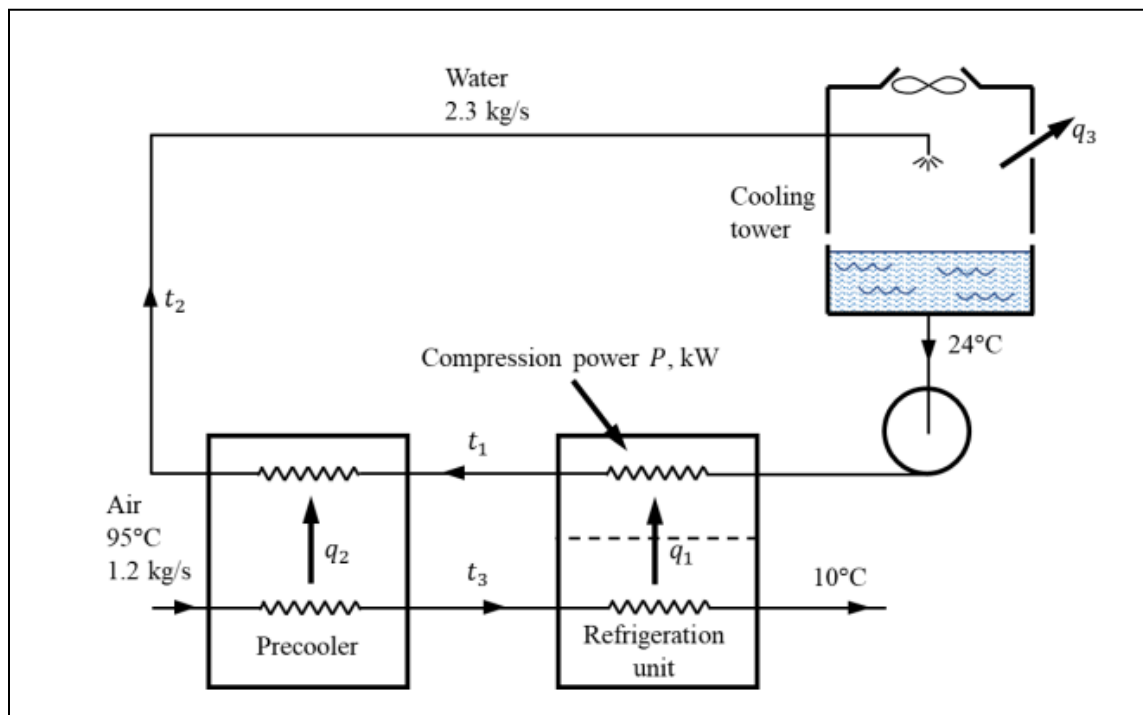 Water
2.3 kg/s
q₃
Cooling
tower
t₂
24°C
Compression power P, kW
t₁
Air
95°C
1.2 kg/s
q₂
t₃
q₁
10°C
Precooler
Refrigeration
unit